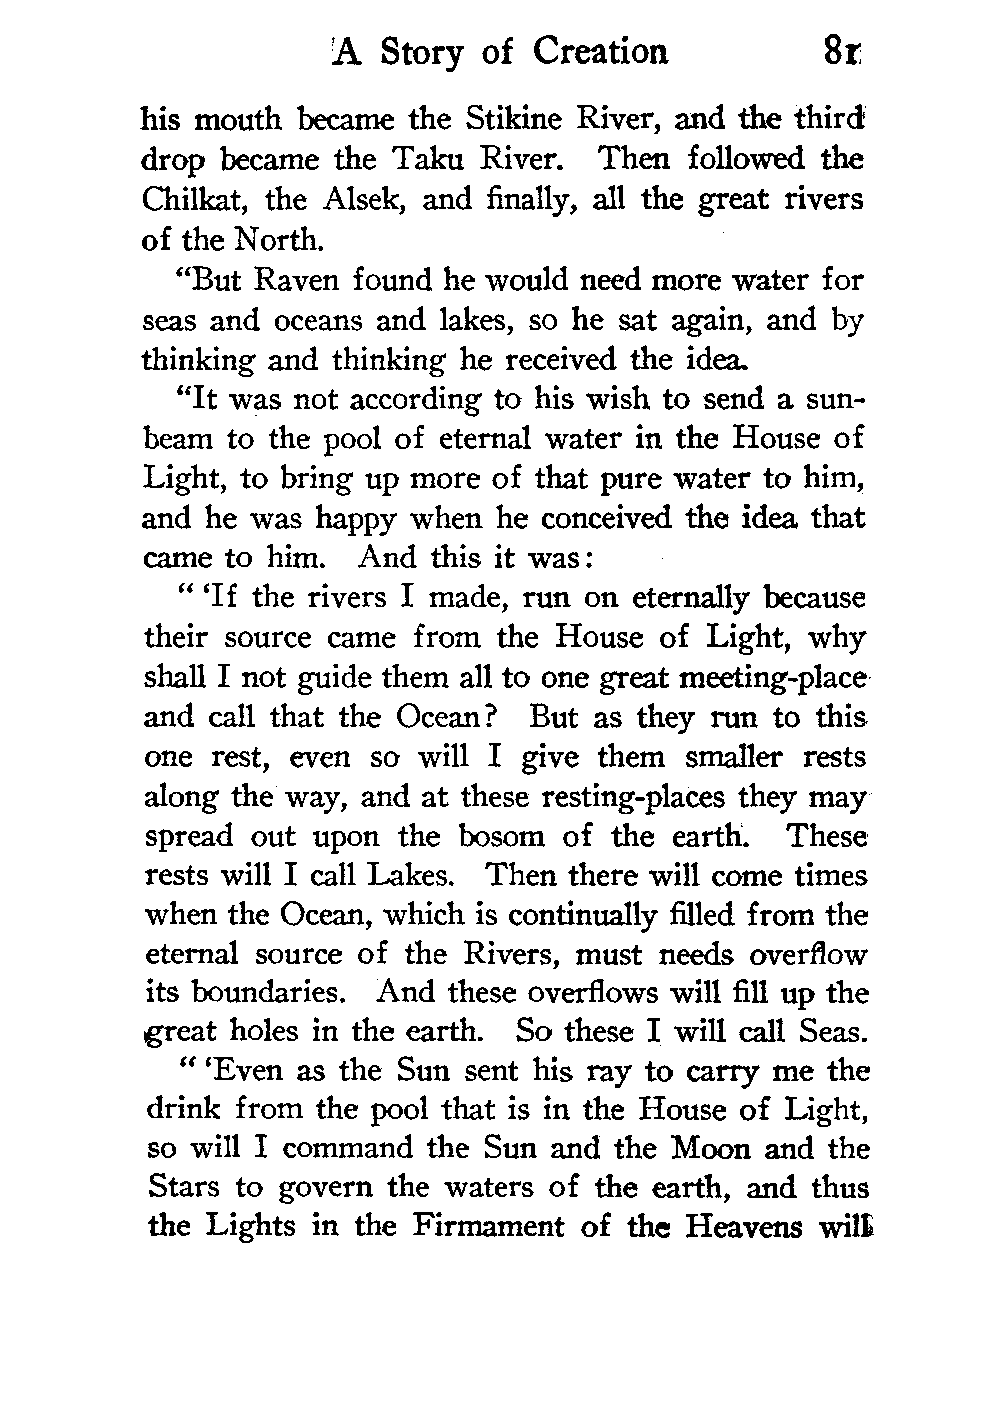 A Story of Creation 81
his mouth became the Stikine River, and the third
drop became the Taku River. Then followed the
Chilkat, the Alsek, and finally, all the great rivers
of the North.
“But Raven found he would need more water for
seas and oceans and lakes, so he sat again, and by
thinking and thinking he received the idea.
“It was not according to his wish to send a sun-
beam to the pool of eternal water in the House of
Light, to bring up more of that pure water to him,
and he was happy when he conceived the idea that
came to him. And this it was:
“ ‘If the rivers I made, run on eternally because
their source came from the House of Light, why
shall I not guide them all to one great meeting-place
and call that the Ocean? But as they run to this
one rest, even so will I give them smaller rests
along the way, and at these resting-places they may
spread out upon the bosom of the earth. These
rests will I call Lakes. Then there will come times
when the Ocean, which is continually filled from the
eternal source of the Rivers, must needs overflow
its boundaries. And these overflows will fill up the
great holes in the earth. So these I will call Seas.
“ ‘Even as the Sun sent his ray to carry me the
drink from the pool that is in the House of Light,
so will I command the Sun and the Moon and the
Stars to govern the waters of the earth, and thus
the Lights in the Firmament of the Heavens will